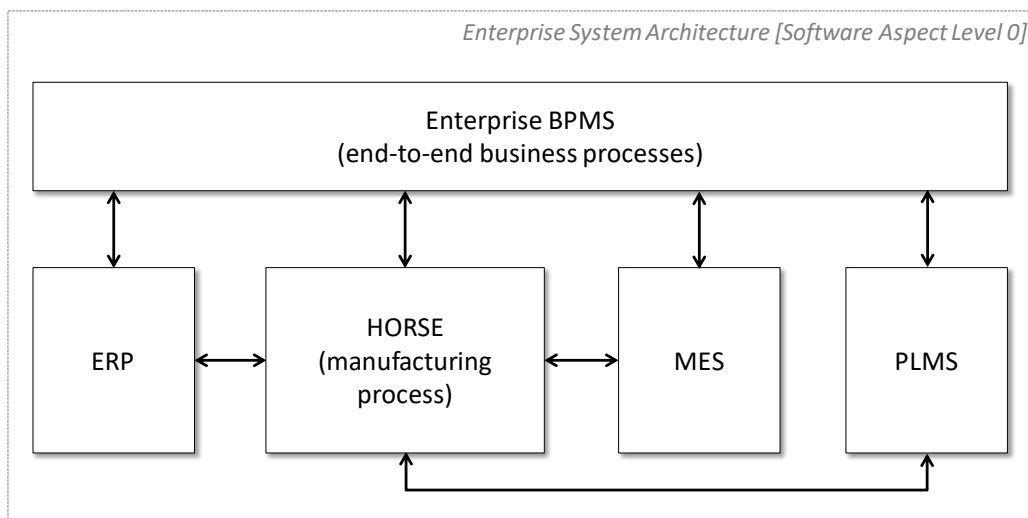 Enterprise System Architecture [Software Aspect Level 0]
Enterprise BPMS
(end-to-end business processes)
ERP
HORSE
(manufacturing
process)
MES
PLMS